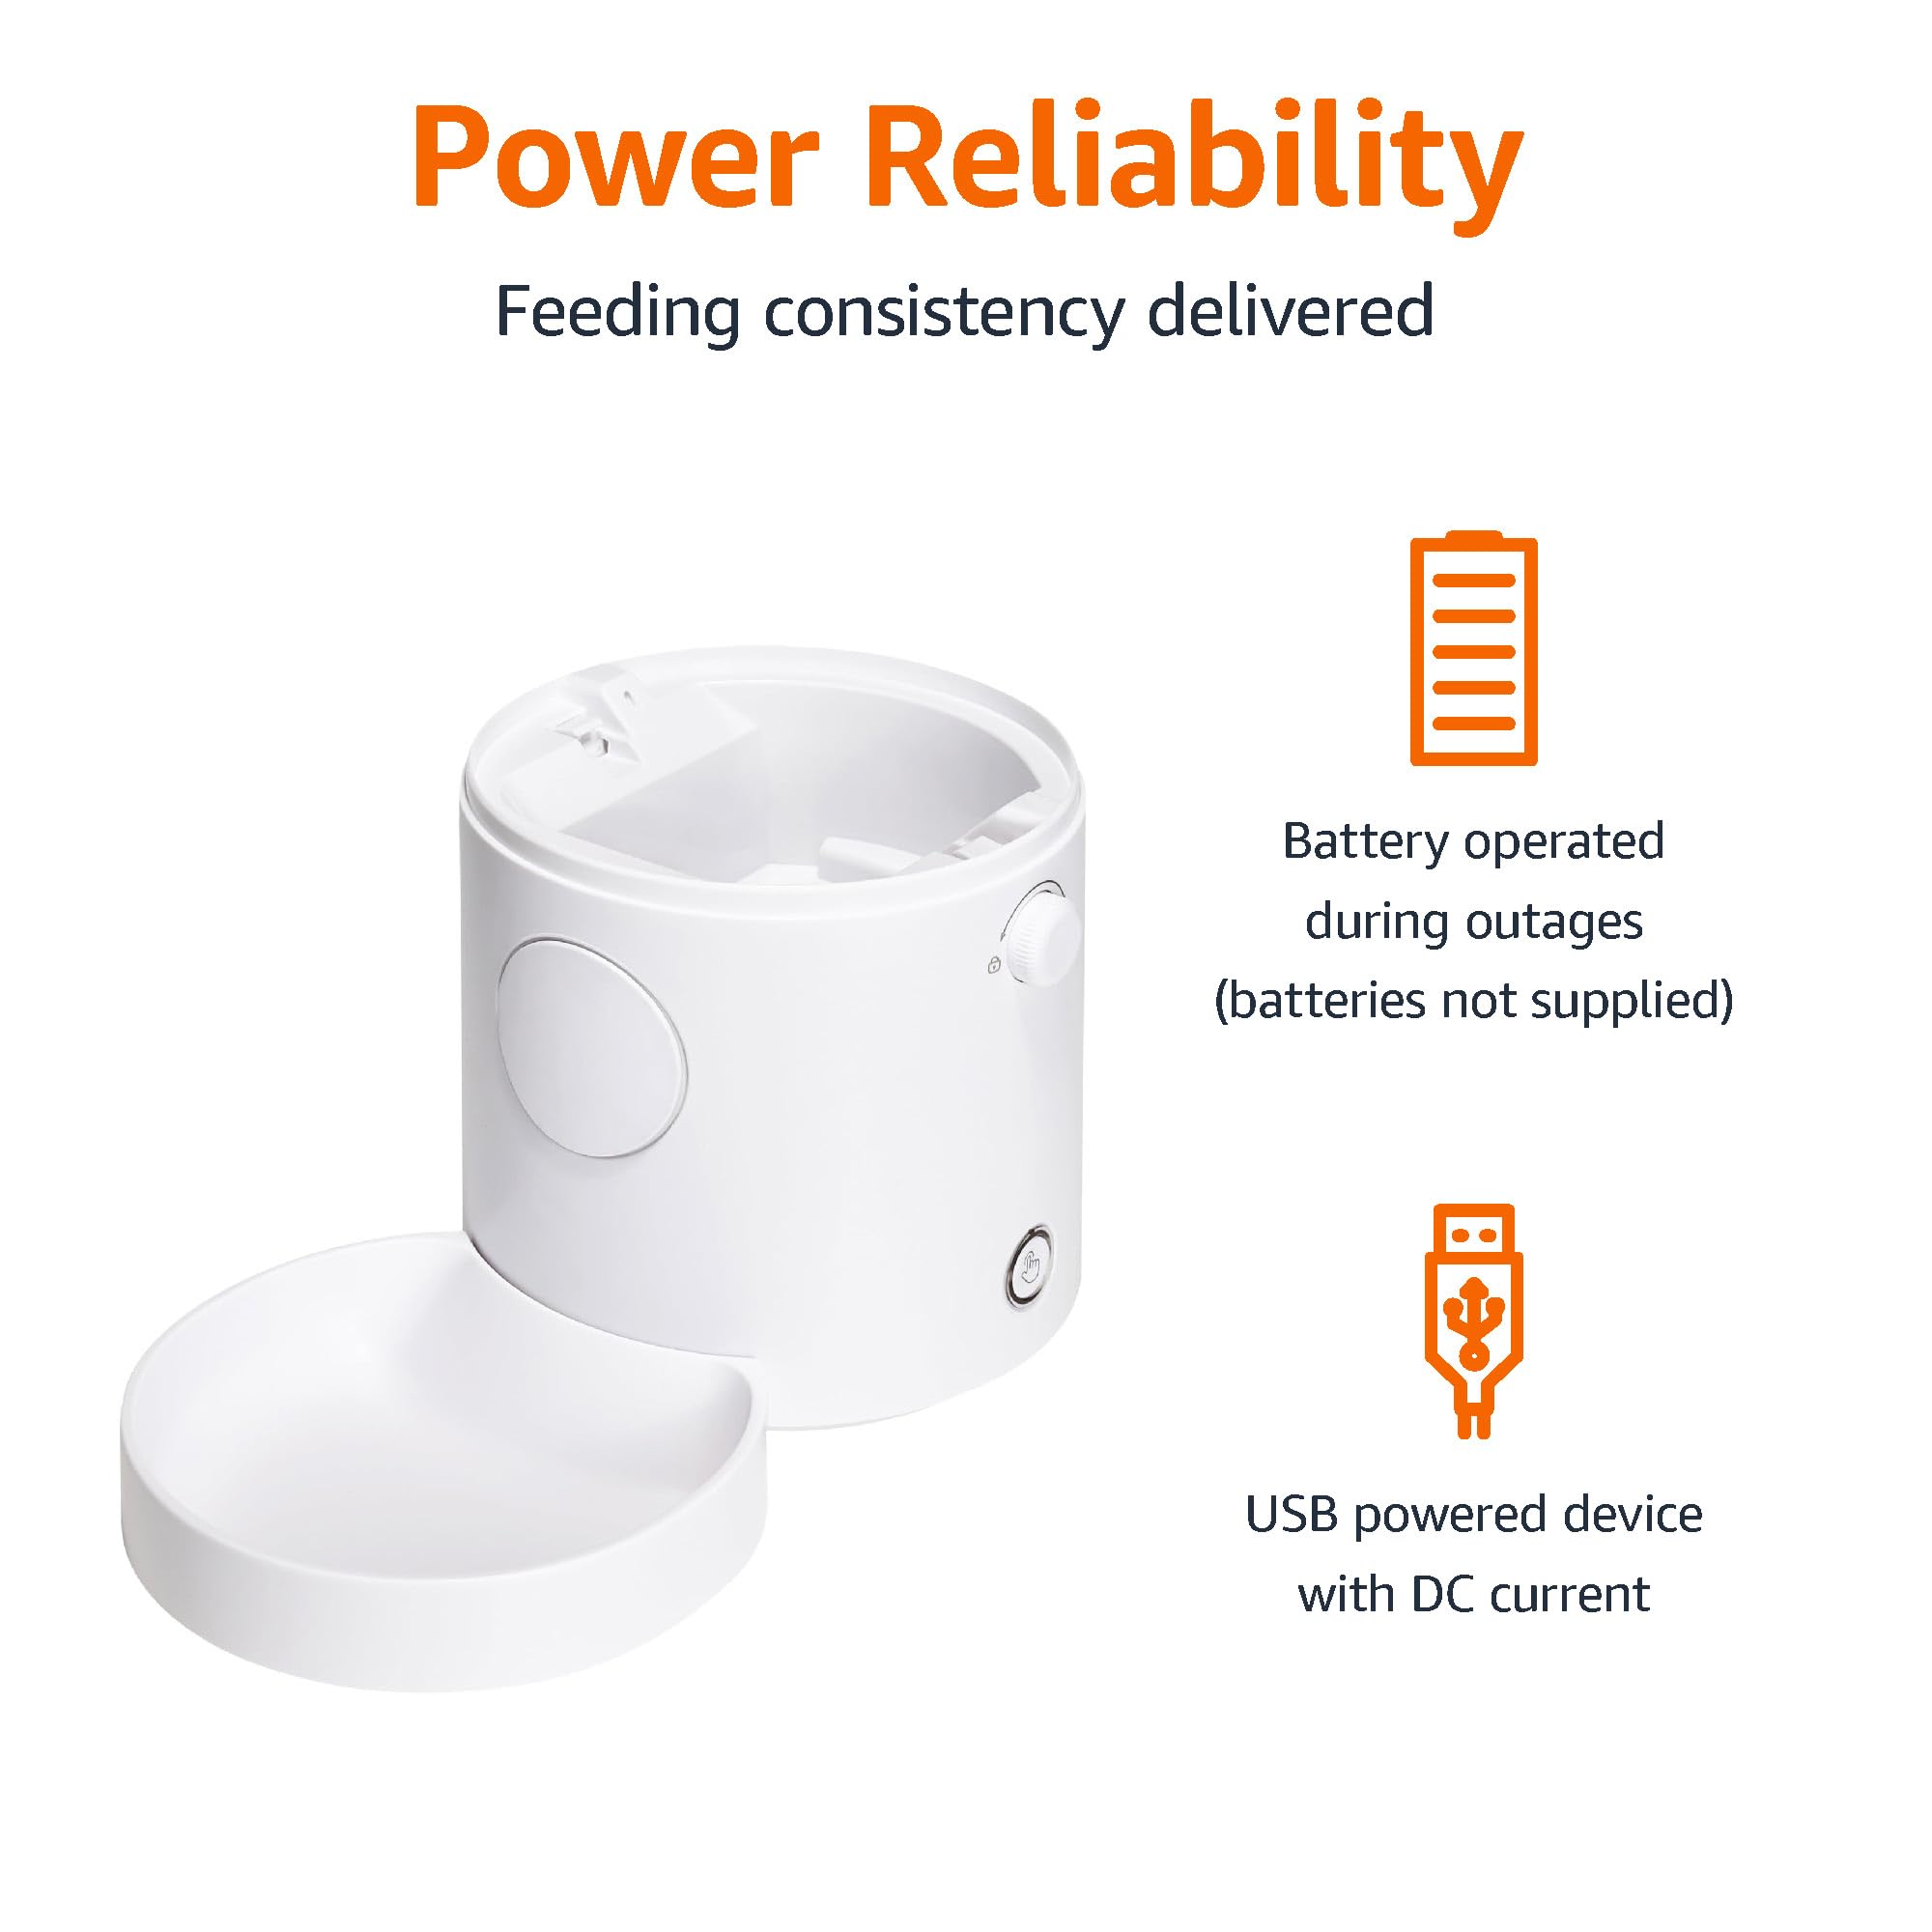 Power Reliability
Feeding consistency delivered
Battery operated
during outages
(batteries not supplied)
USB powered device
with DC current